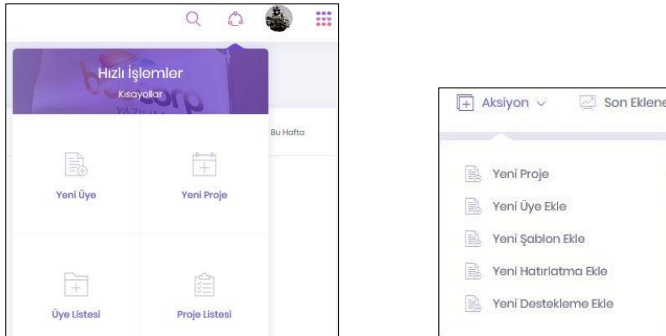 Hızlı İşlemler
Kısayollar
Bu Hafta
Yeni Üye
Yeni Proje
Üye Listesi
Proje Listesi
Aksiyon
Son Eklene
Yeni Proje
Yeni Üye Ekle
Yeni Şablon Ekle
Yeni Hatırlatma Ekle
Yeni Destekleme Ekle